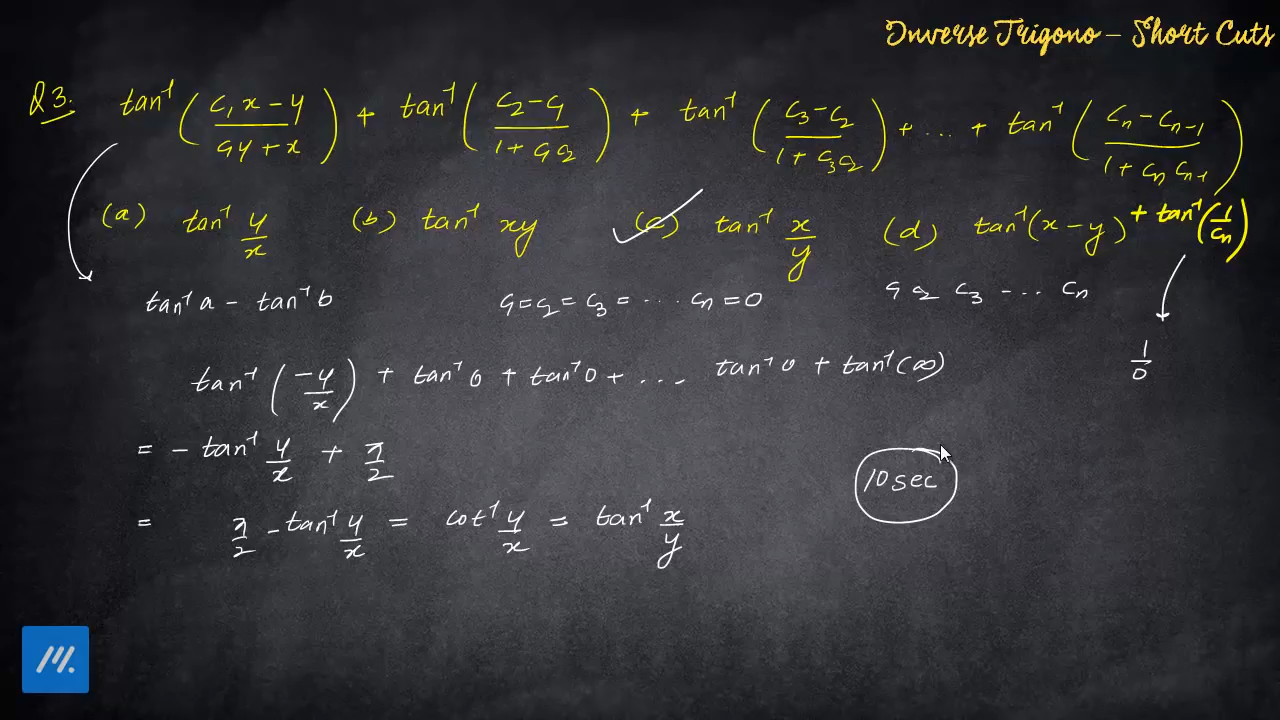 Inverse Trigono – Short Cuts
Q3. tan⁻¹((c₁x − y)/(c₁y + x)) + tan⁻¹((c₂ − c₁)/(1 + c₁c₂)) + tan⁻¹((c₃ − c₂)/(1 + c₃c₂)) + ... + tan⁻¹((cₙ − cₙ₋₁)/(1 + cₙ cₙ₋₁))
+ tan⁻¹(1/cₙ)
(a) tan⁻¹ y/x (b) tan⁻¹ xy (c) tan⁻¹ x/y (d) tan⁻¹(x − y)
tan⁻¹ a − tan⁻¹ b c₁ = c₂ = c₃ = ... cₙ = 0 c₁ c₂ c₃ --- cₙ
1/0
tan⁻¹(−y/x) + tan⁻¹ 0 + tan⁻¹ 0 + ... tan⁻¹ 0 + tan⁻¹(∞)
= − tan⁻¹ y/x + π/2
10 sec
= π/2 − tan⁻¹ y/x = cot⁻¹ y/x = tan⁻¹ x/y